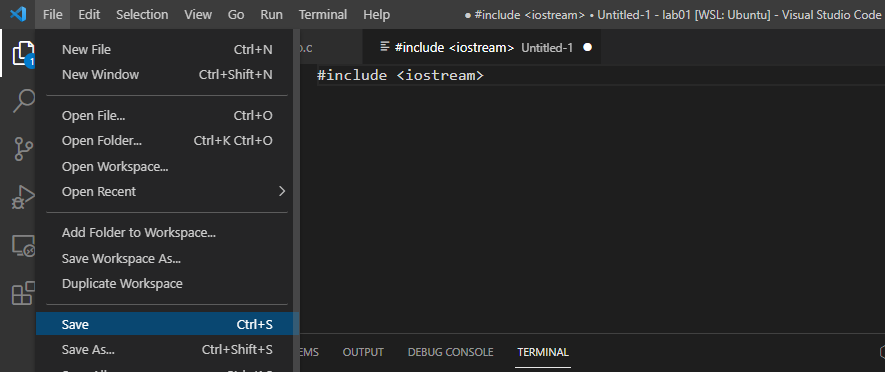 File Edit Selection View Go Run Terminal Help ● #include <iostream> • Untitled-1 - lab01 [WSL: Ubuntu] - Visual Studio Code
New File Ctrl+N
New Window Ctrl+Shift+N
Open File... Ctrl+O
Open Folder... Ctrl+K Ctrl+O
Open Workspace...
Open Recent
Add Folder to Workspace...
Save Workspace As...
Duplicate Workspace
Save Ctrl+S
Save As... Ctrl+Shift+S
1
.c
#include <iostream> Untitled-1 ●
#include <iostream>
EMS OUTPUT DEBUG CONSOLE TERMINAL